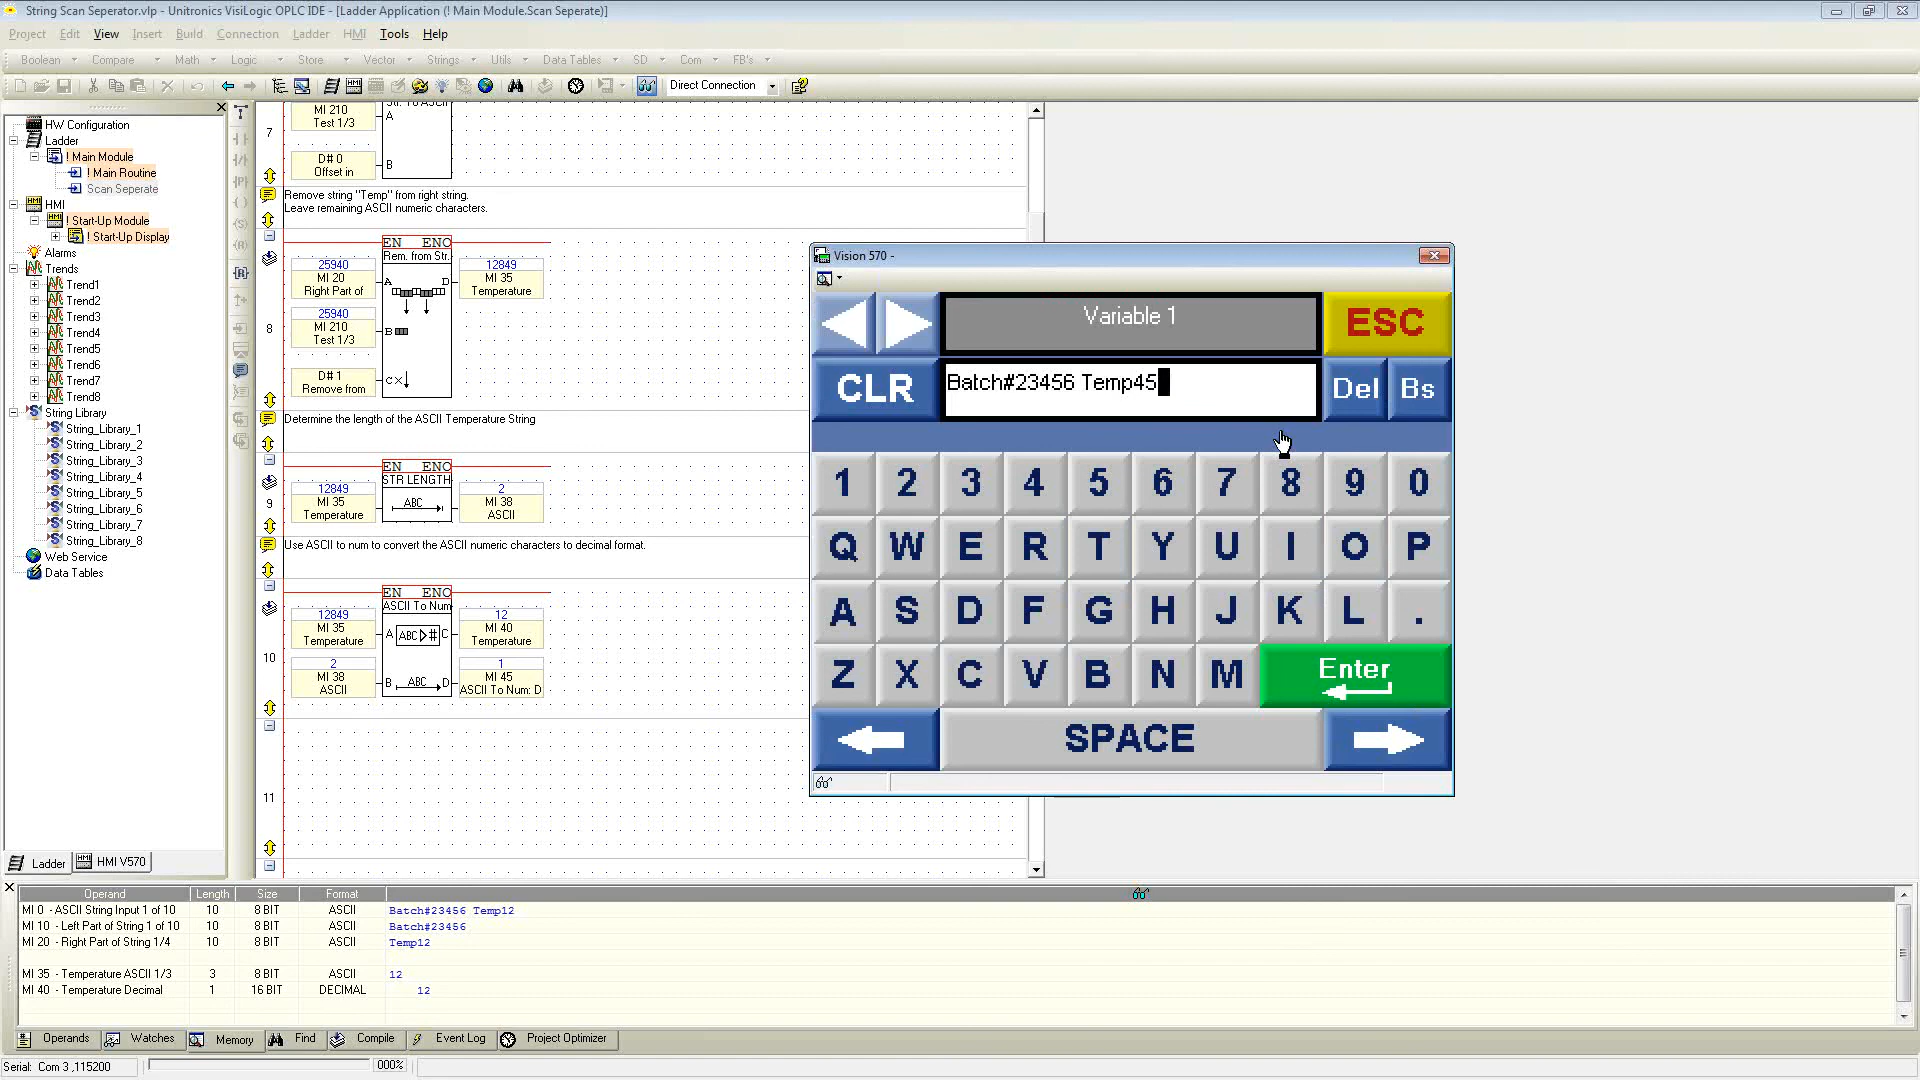 String Scan Seperator.vlp - Unitronics VisiLogic OPLC IDE - [Ladder Application (! Main Module.Scan Seperate)]
Project Edit View Insert Build Connection Ladder HMI Tools Help
Boolean Compare Math Logic Store Vector Strings Utils Data Tables SD Com FB's
Direct Connection
HW Configuration
Ladder
! Main Module
! Main Routine
Scan Seperate
HMI
! Start-Up Module
! Start-Up Display
Alarms
Trends
Trend1
Trend2
Trend3
Trend4
Trend5
Trend6
Trend7
Trend8
String Library
String_Library_1
String_Library_2
String_Library_3
String_Library_4
String_Library_5
String_Library_6
String_Library_7
String_Library_8
Web Service
Data Tables
Ladder HMI V570
Str. To ASCII
MI 210
Test 1/3
A
7
D# 0
Offset in
B
Remove string "Temp" from right string.
Leave remaining ASCII numeric characters.
EN ENO
Rem. from Str.
25940
MI 20
Right Part of
A D
12849
MI 35
Temperature
8
25940
MI 210
Test 1/3
B
D# 1
Remove from
C
Determine the length of the ASCII Temperature String
EN ENO
STR LENGTH
9
12849
MI 35
Temperature
ABC
2
MI 38
ASCII
Use ASCII to num to convert the ASCII numeric characters to decimal format.
EN ENO
ASCII To Num
12849
MI 35
Temperature
A ABC # C
12
MI 40
Temperature
10
2
MI 38
ASCII
B ABC D
1
MI 45
ASCII To Num: D
11
Vision 570 -
Variable 1
ESC
CLR
Batch#23456 Temp45
Del Bs
1 2 3 4 5 6 7 8 9 0
Q W E R T Y U I O P
A S D F G H J K L .
Z X C V B N M Enter
SPACE
Operand Length Size Format
MI 0 - ASCII String Input 1 of 10 10 8 BIT ASCII Batch#23456 Temp12
MI 10 - Left Part of String 1 of 10 10 8 BIT ASCII Batch#23456
MI 20 - Right Part of String 1/4 10 8 BIT ASCII Temp12
MI 35 - Temperature ASCII 1/3 3 8 BIT ASCII 12
MI 40 - Temperature Decimal 1 16 BIT DECIMAL 12
Operands Watches Memory Find Compile Event Log Project Optimizer
Serial: Com 3 ,115200 000%